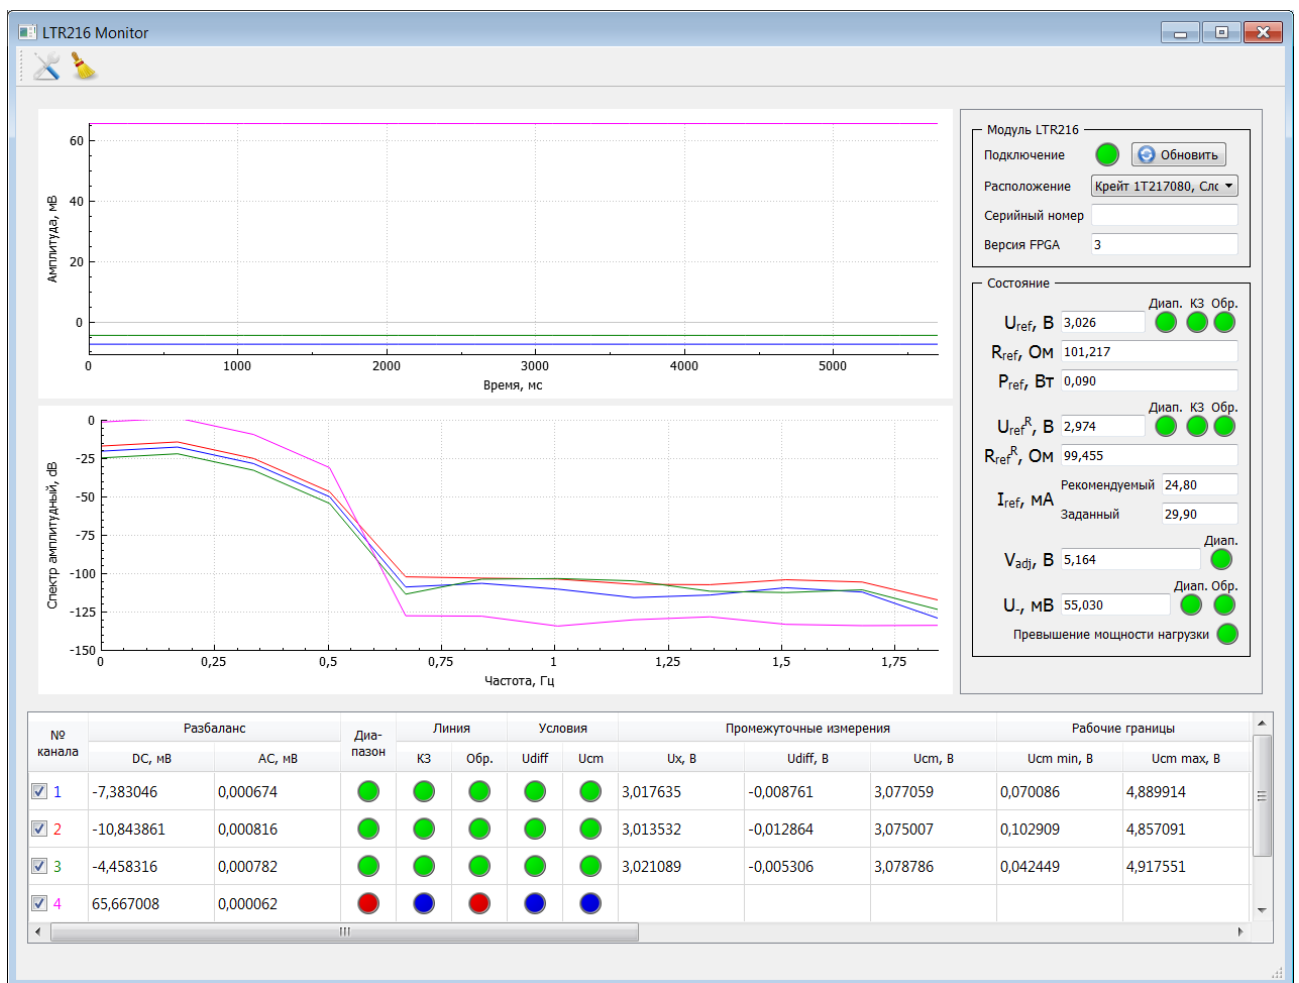 LTR216 Monitor
60
40
20
0
Амплитуда, мВ
0 1000 2000 3000 4000 5000
Время, мс
0
-25
-50
-75
-100
-125
-150
Спектр амплитудный, dB
0 0,25 0,5 0,75 1 1,25 1,5 1,75
Частота, Гц
Модуль LTR216
Подключение Обновить
Расположение Крейт 1T217080, Слс
Серийный номер
Версия FPGA 3
Состояние
Диап. КЗ Обр.
Uref, В 3,026
Rref, Ом 101,217
Pref, Вт 0,090
Диап. КЗ Обр.
UrefR, В 2,974
RrefR, Ом 99,455
Iref, мА
Рекомендуемый 24,80
Заданный 29,90
Диап.
Vadj, В 5,164
Диап. Обр.
U-, мВ 55,030
Превышение мощности нагрузки
№ канала Разбаланс Диа-пазон Линия Условия Промежуточные измерения Рабочие границы
DC, мВ AC, мВ КЗ Обр. Udiff Ucm Ux, В Udiff, В Ucm, В Ucm min, В Ucm max, В
1 -7,383046 0,000674 3,017635 -0,008761 3,077059 0,070086 4,889914
2 -10,843861 0,000816 3,013532 -0,012864 3,075007 0,102909 4,857091
3 -4,458316 0,000782 3,021089 -0,005306 3,078786 0,042449 4,917551
4 65,667008 0,000062